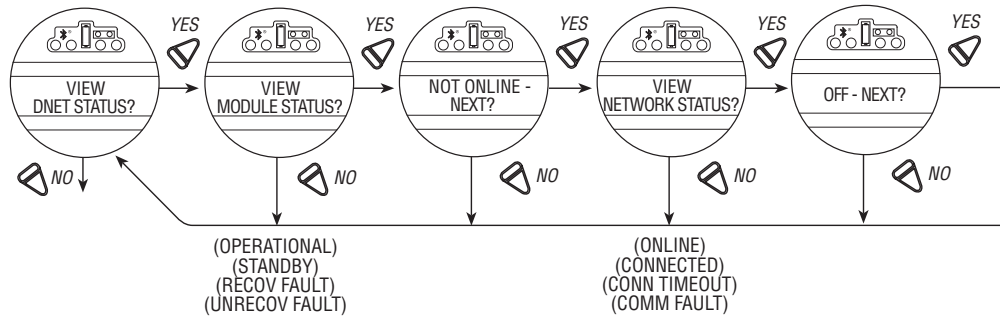 YES
YES
YES
YES
YES
VIEW
DNET STATUS?
VIEW
MODULE STATUS?
NOT ONLINE -
NEXT?
VIEW
NETWORK STATUS?
OFF - NEXT?
NO
NO
NO
NO
NO
(OPERATIONAL)
(STANDBY)
(RECOV FAULT)
(UNRECOV FAULT)
(ONLINE)
(CONNECTED)
(CONN TIMEOUT)
(COMM FAULT)